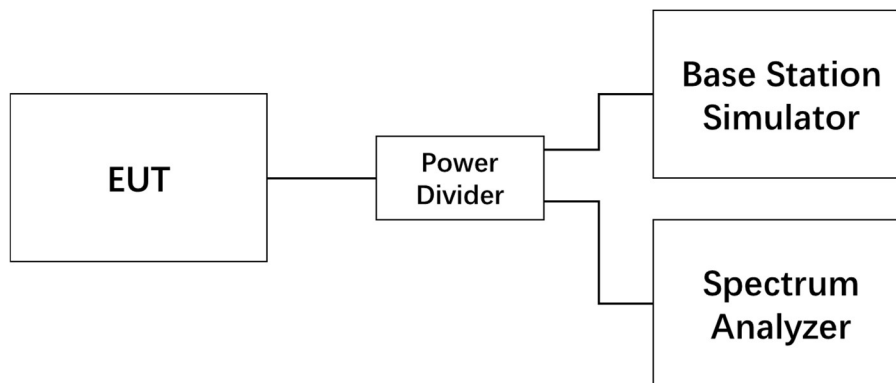 EUT
Power
Divider
Base Station
Simulator
Spectrum
Analyzer